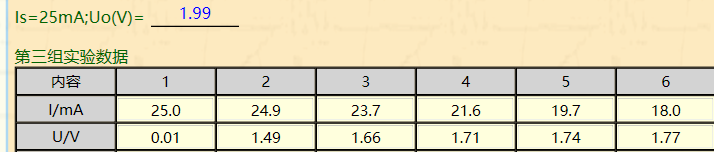 Is=25mA;Uo(V)= 1.99
第三组实验数据
内容 1 2 3 4 5 6
I/mA 25.0 24.9 23.7 21.6 19.7 18.0
U/V 0.01 1.49 1.66 1.71 1.74 1.77